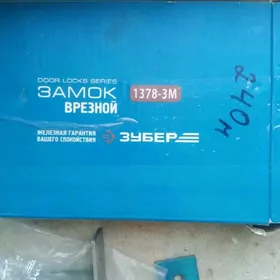 DOOR LOCKS SERIES
ЗАМОК 1378-3М
ВРЕЗНОЙ
ЖЕЛЕЗНАЯ ГАРАНТИЯ
ВАШЕГО СПОКОЙСТВИЯ
ЗУБЕР